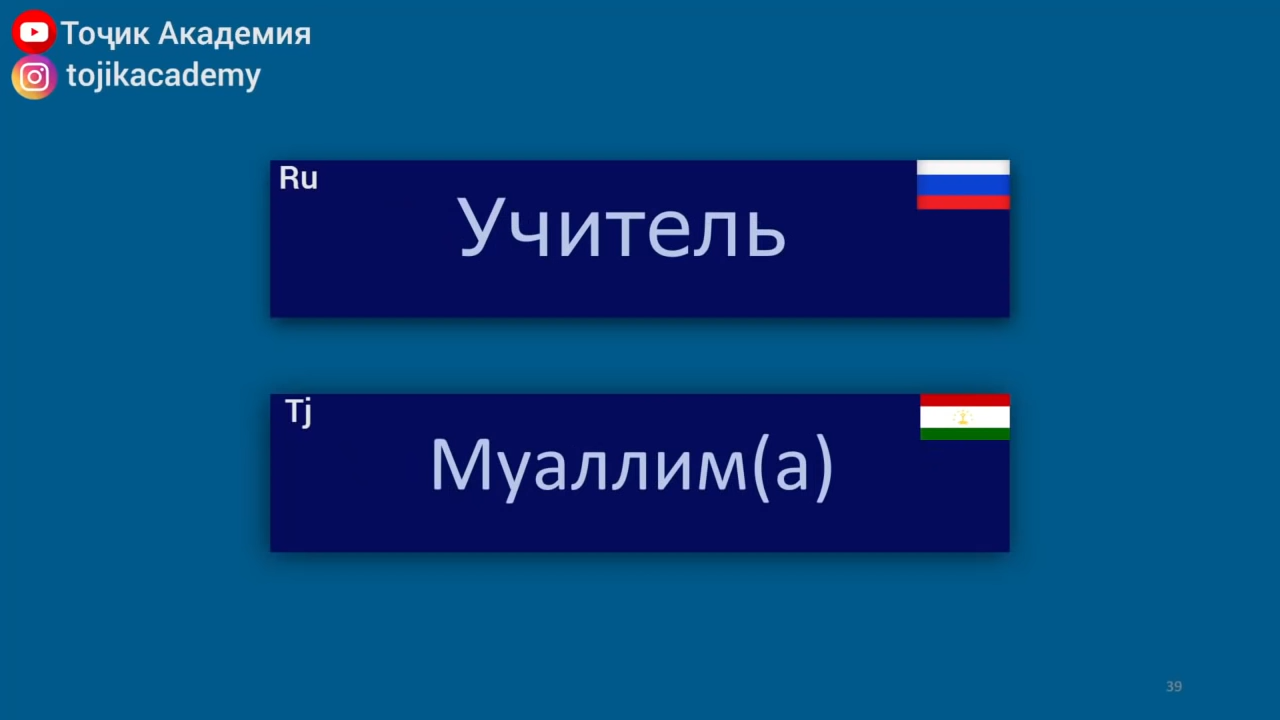 Тоҷик Академия
tojikacademy
Ru
Учитель
Tj
Муаллим(а)
39